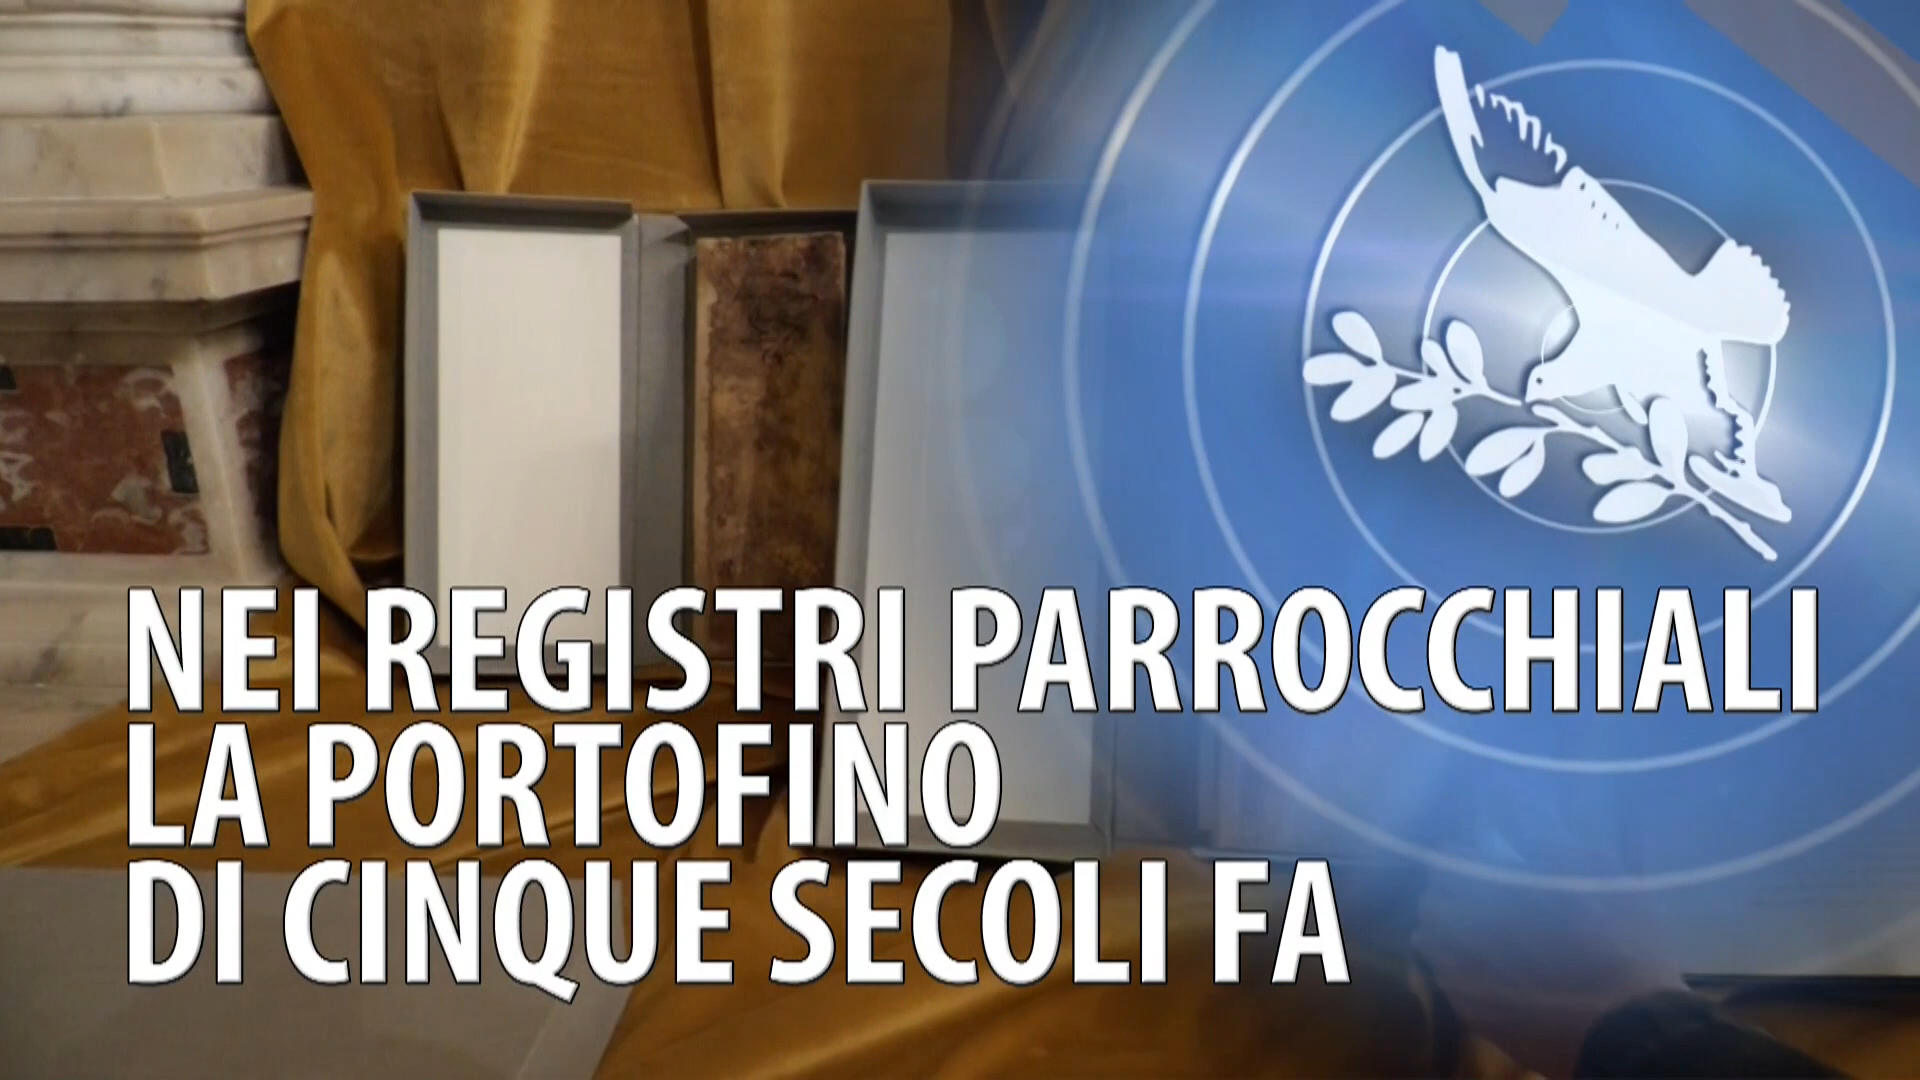 NEI REGISTRI PARROCCHIALI
LA PORTOFINO
DI CINQUE SECOLI FA